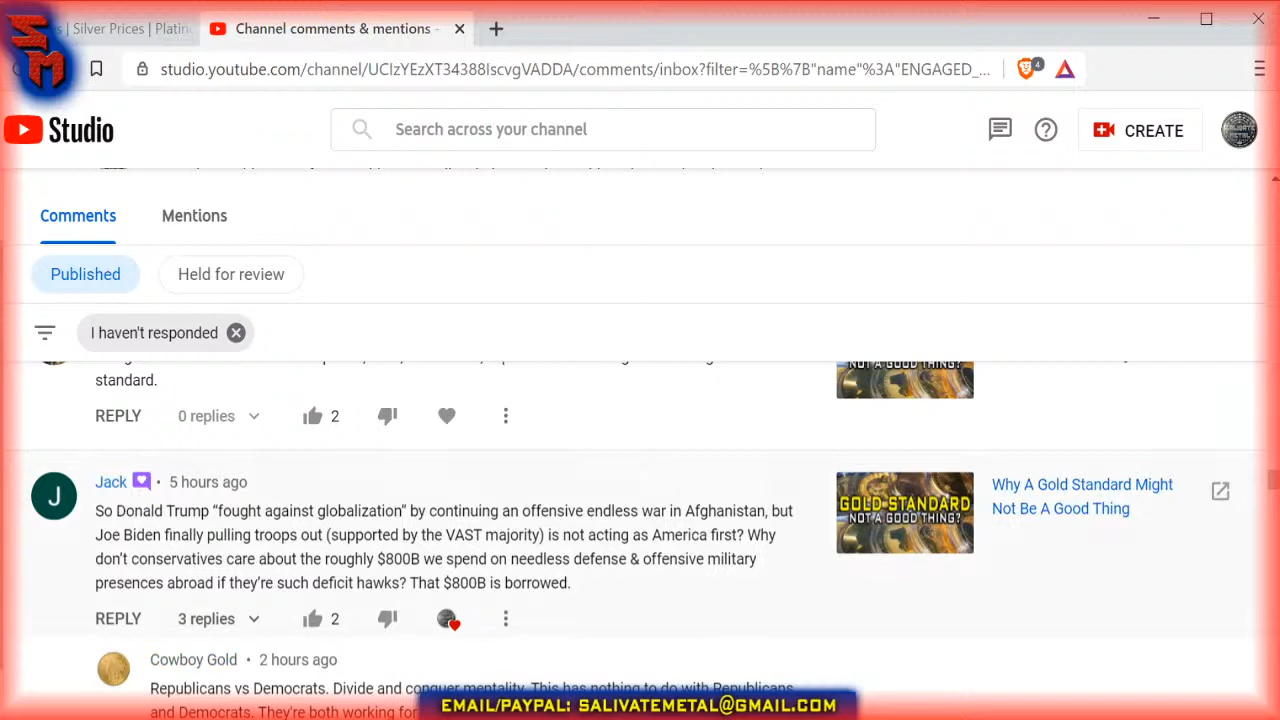 SM
| Silver Prices | Platin
Channel comments & mentions -
studio.youtube.com/channel/UCIzYEzXT34388IscvgVADDA/comments/inbox?filter=%5B%7B"name"%3A"ENGAGED_...
4
Studio
Search across your channel
CREATE
Comments
Mentions
Published
Held for review
I haven't responded
standard.
NOT A GOOD THING?
REPLY
0 replies
2
Jack
• 5 hours ago
So Donald Trump “fought against globalization” by continuing an offensive endless war in Afghanistan, but
Joe Biden finally pulling troops out (supported by the VAST majority) is not acting as America first? Why
don’t conservatives care about the roughly $800B we spend on needless defense & offensive military
presences abroad if they’re such deficit hawks? That $800B is borrowed.
J
GOLD STANDARD
NOT A GOOD THING?
Why A Gold Standard Might
Not Be A Good Thing
REPLY
3 replies
2
Cowboy Gold • 2 hours ago
Republicans vs Democrats. Divide and conquer mentality. This has nothing to do with Republicans
and Democrats. They're both working for
EMAIL/PAYPAL: SALIVATEMETAL@GMAIL.COM